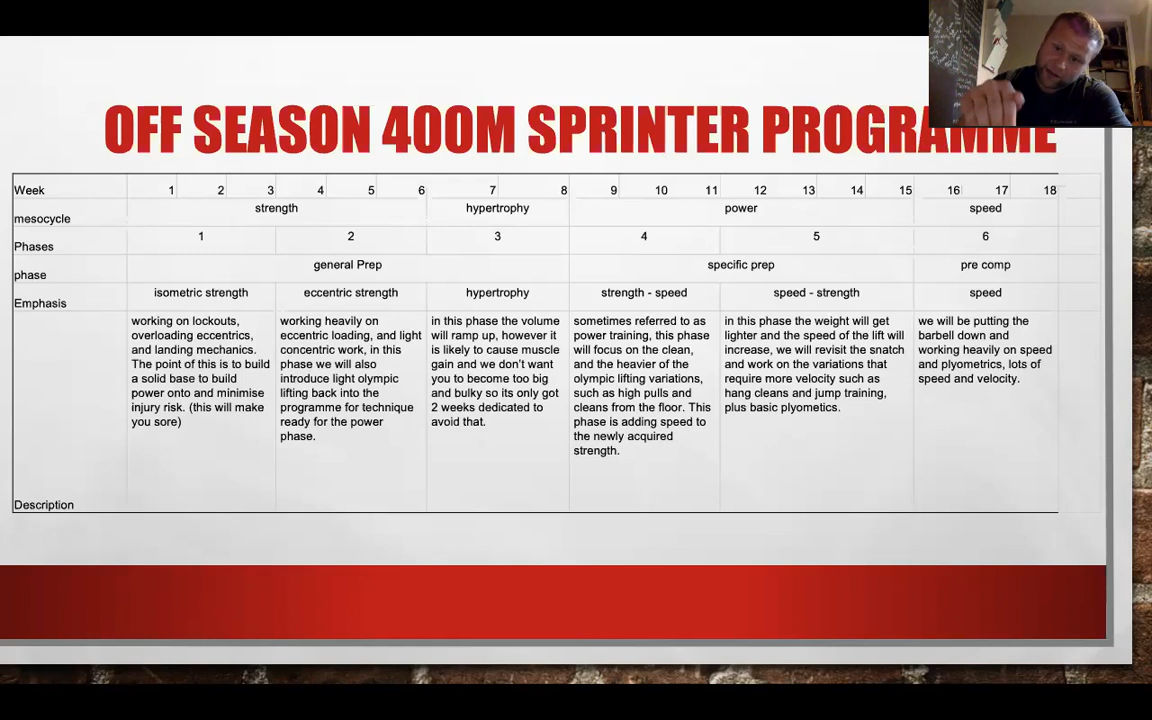 OFF SEASON 400M SPRINTER PROGRAMME
Week 1 2 3 4 5 6 7 8 9 10 11 12 13 14 15 16 17 18
mesocycle strength hypertrophy power speed
Phases 1 2 3 4 5 6
phase general Prep specific prep pre comp
Emphasis isometric strength eccentric strength hypertrophy strength - speed speed - strength speed
working on lockouts,
overloading eccentrics,
and landing mechanics.
The point of this is to build
a solid base to build
power onto and minimise
injury risk. (this will make
you sore)
working heavily on
eccentric loading, and light
concentric work, in this
phase we will also
introduce light olympic
lifting back into the
programme for technique
ready for the power
phase.
in this phase the volume
will ramp up, however it
is likely to cause muscle
gain and we don't want
you to become too big
and bulky so its only got
2 weeks dedicated to
avoid that.
sometimes referred to as
power training, this phase
will focus on the clean,
and the heavier of the
olympic lifting variations,
such as high pulls and
cleans from the floor. This
phase is adding speed to
the newly acquired
strength.
in this phase the weight will get
lighter and the speed of the lift will
increase, we will revisit the snatch
and work on the variations that
require more velocity such as
hang cleans and jump training,
plus basic plyometics.
we will be putting the
barbell down and
working heavily on speed
and plyometrics, lots of
speed and velocity.
Description